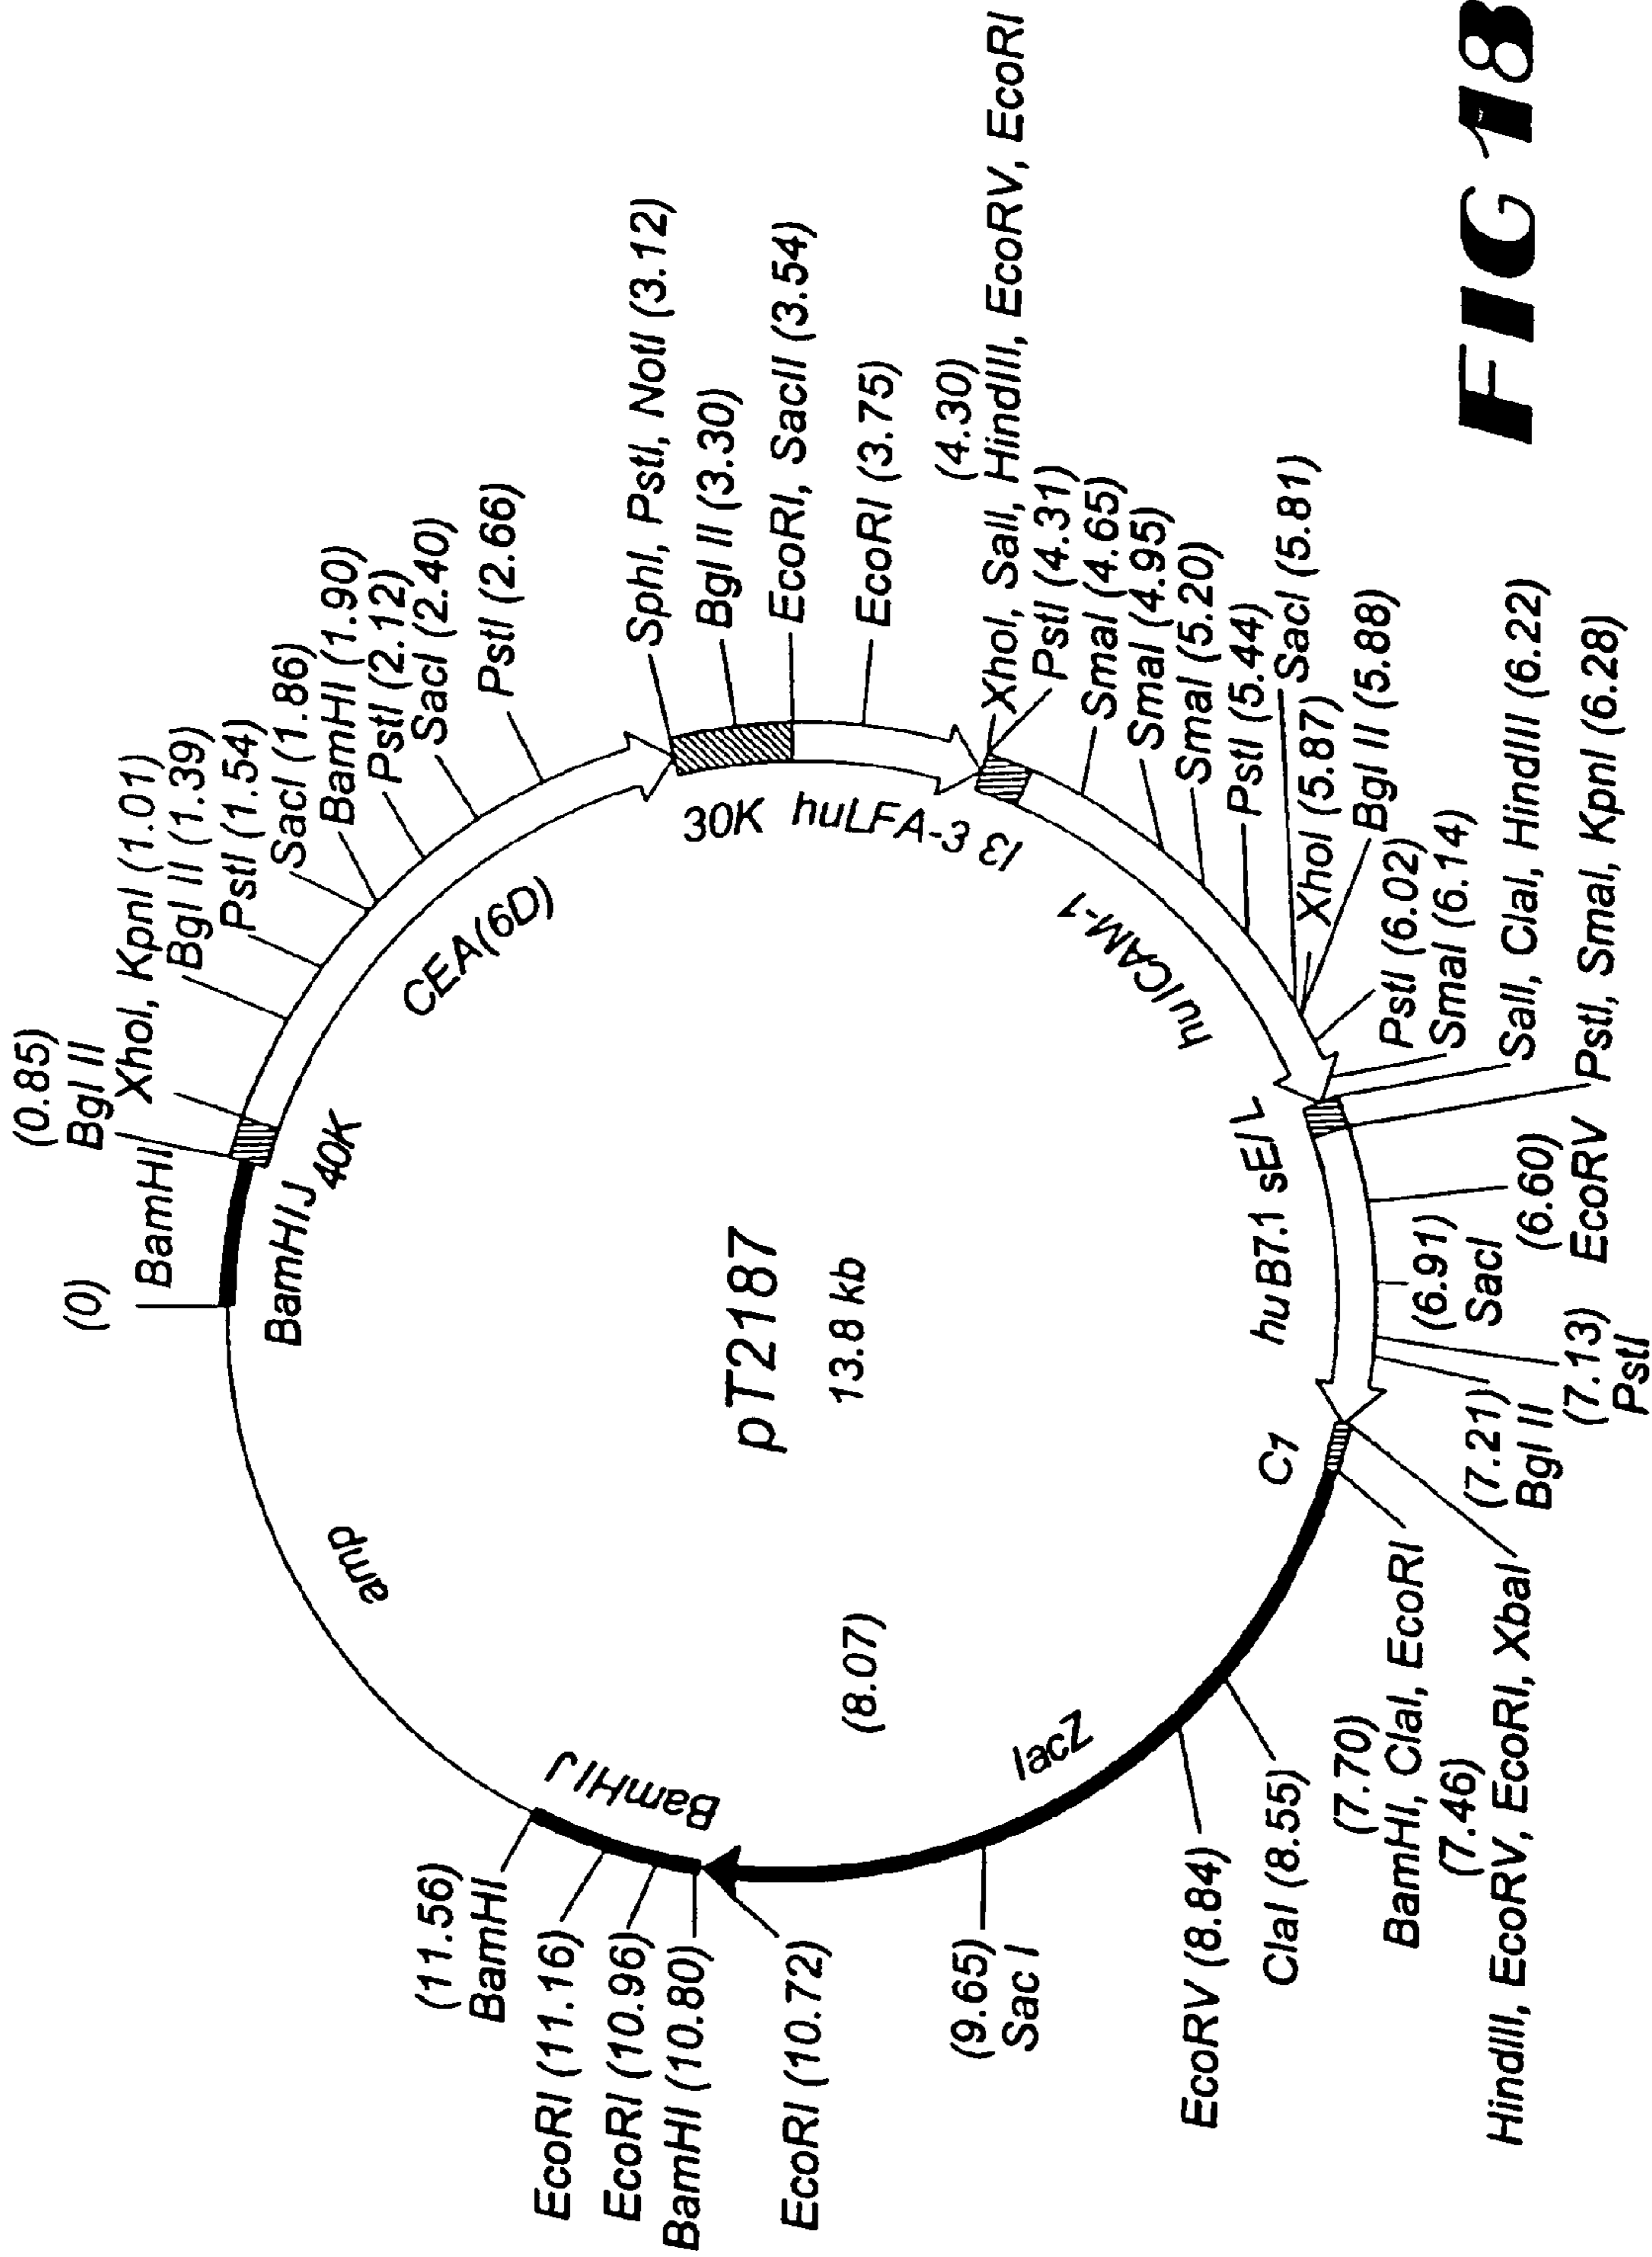 (0)
BamHI
(0.85)
Bgl II
XhoI, KpnI (1.01)
Bgl II (1.39)
PstI (1.54)
SacI (1.86)
BamHI (1.90)
PstI (2.12)
SacI (2.40)
PstI (2.66)
SphI, PstI, NotI (3.12)
Bgl II (3.30)
EcoRI, SacII (3.54)
EcoRI (3.75)
(4.30)
XhoI, SalI, HindIII, EcoRV, EcoRI
PstI (4.31)
SmaI (4.65)
SmaI (4.95)
SmaI (5.20)
PstI (5.44)
SacI (5.81)
XhoI (5.87)
Bgl II (5.88)
PstI (6.02)
SmaI (6.14)
SalI, ClaI, HindIII (6.22)
PstI, SmaI, KpnI (6.28)
(6.60)
EcoRV
(6.91)
SacI
(7.13)
PstI
(7.21)
Bgl II
HindIII, EcoRV, EcoRI, XbaI
(7.46)
BamHI, ClaI, EcoRI
(7.70)
ClaI (8.55)
EcoRV (8.84)
(9.65)
Sac I
EcoRI (10.72)
BamHI (10.80)
EcoRI (10.96)
EcoRI (11.16)
(11.56)
BamHI
BamHIJ
40K
CEA(6D)
30K
huLFA-3
I3
huICAM-1
sE/L
huB7.1
C1
lacZ
(8.07)
BamHIJ
amp
pT2187
13.8 kb
FIG 18